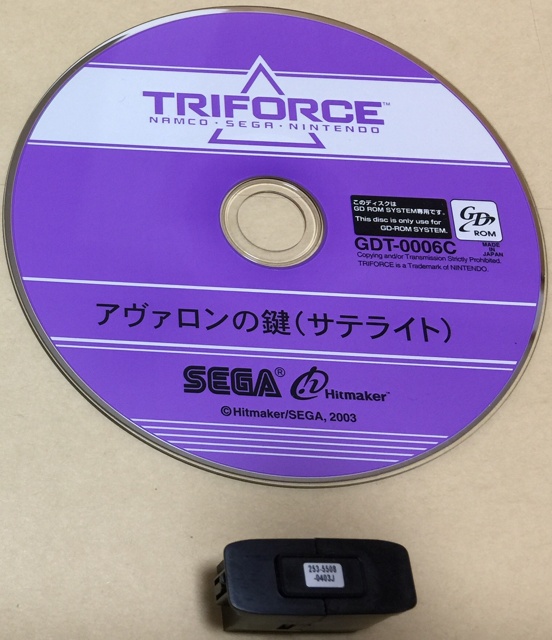 TRIFORCE™
NAMCO・SEGA・NINTENDO
このディスクは
GD ROM SYSTEM専用です。
This disc is only use for
GD-ROM SYSTEM.
GD
ROM
GDT-0006C
MADE
IN
JAPAN
Copying and/or Transmission Strictly Prohibited.
TRIFORCE is a Trademark of NINTENDO.
アヴァロンの鍵(サテライト)
SEGA® Hitmaker™
©Hitmaker/SEGA, 2003
253-5508
-0403J